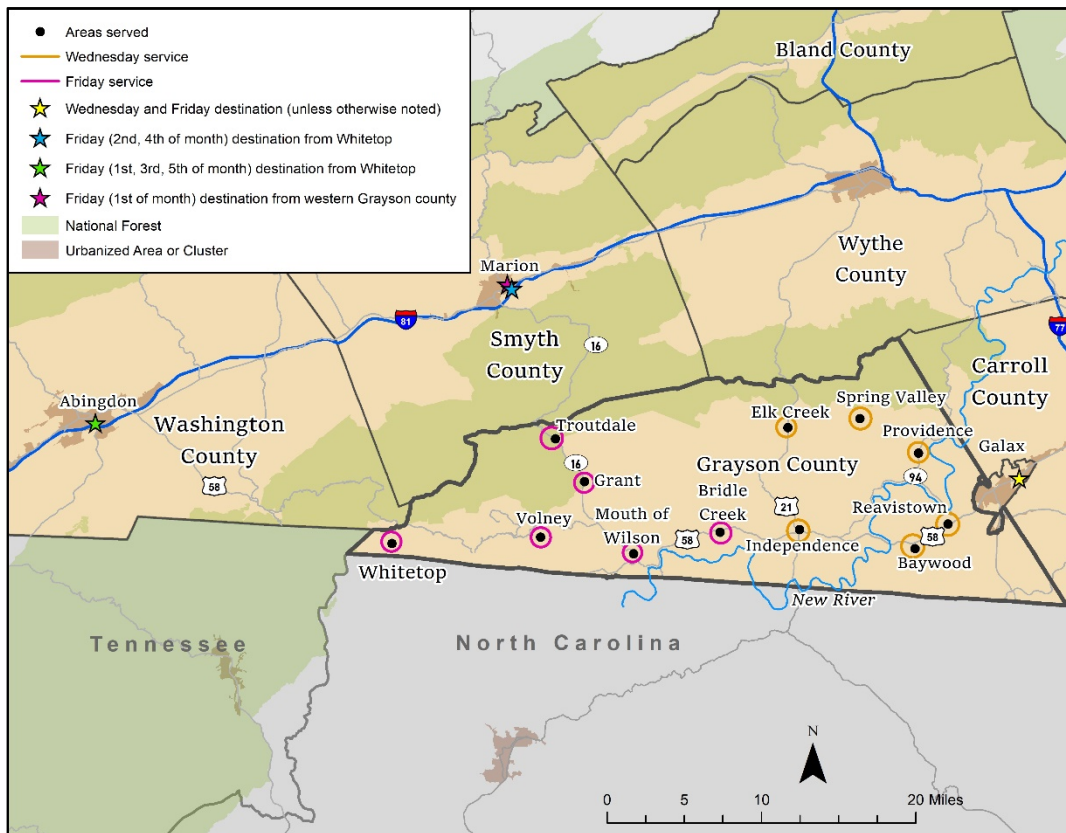 Areas served
Wednesday service
Friday service
Wednesday and Friday destination (unless otherwise noted)
Friday (2nd, 4th of month) destination from Whitetop
Friday (1st, 3rd, 5th of month) destination from Whitetop
Friday (1st of month) destination from western Grayson county
National Forest
Urbanized Area or Cluster
Bland County
Wythe
County
Marion
81
77
Smyth
County
16
Carroll
County
Abingdon
Washington
County
58
Troutdale
Elk Creek
Spring Valley
Providence
Galax
16
Grant
Grayson County
94
Bridle
Creek
21
Reavistown
Volney
Mouth of
Wilson
58
58
Independence
Baywood
Whitetop
New River
Tennessee
North Carolina
N
0
5
10
20 Miles